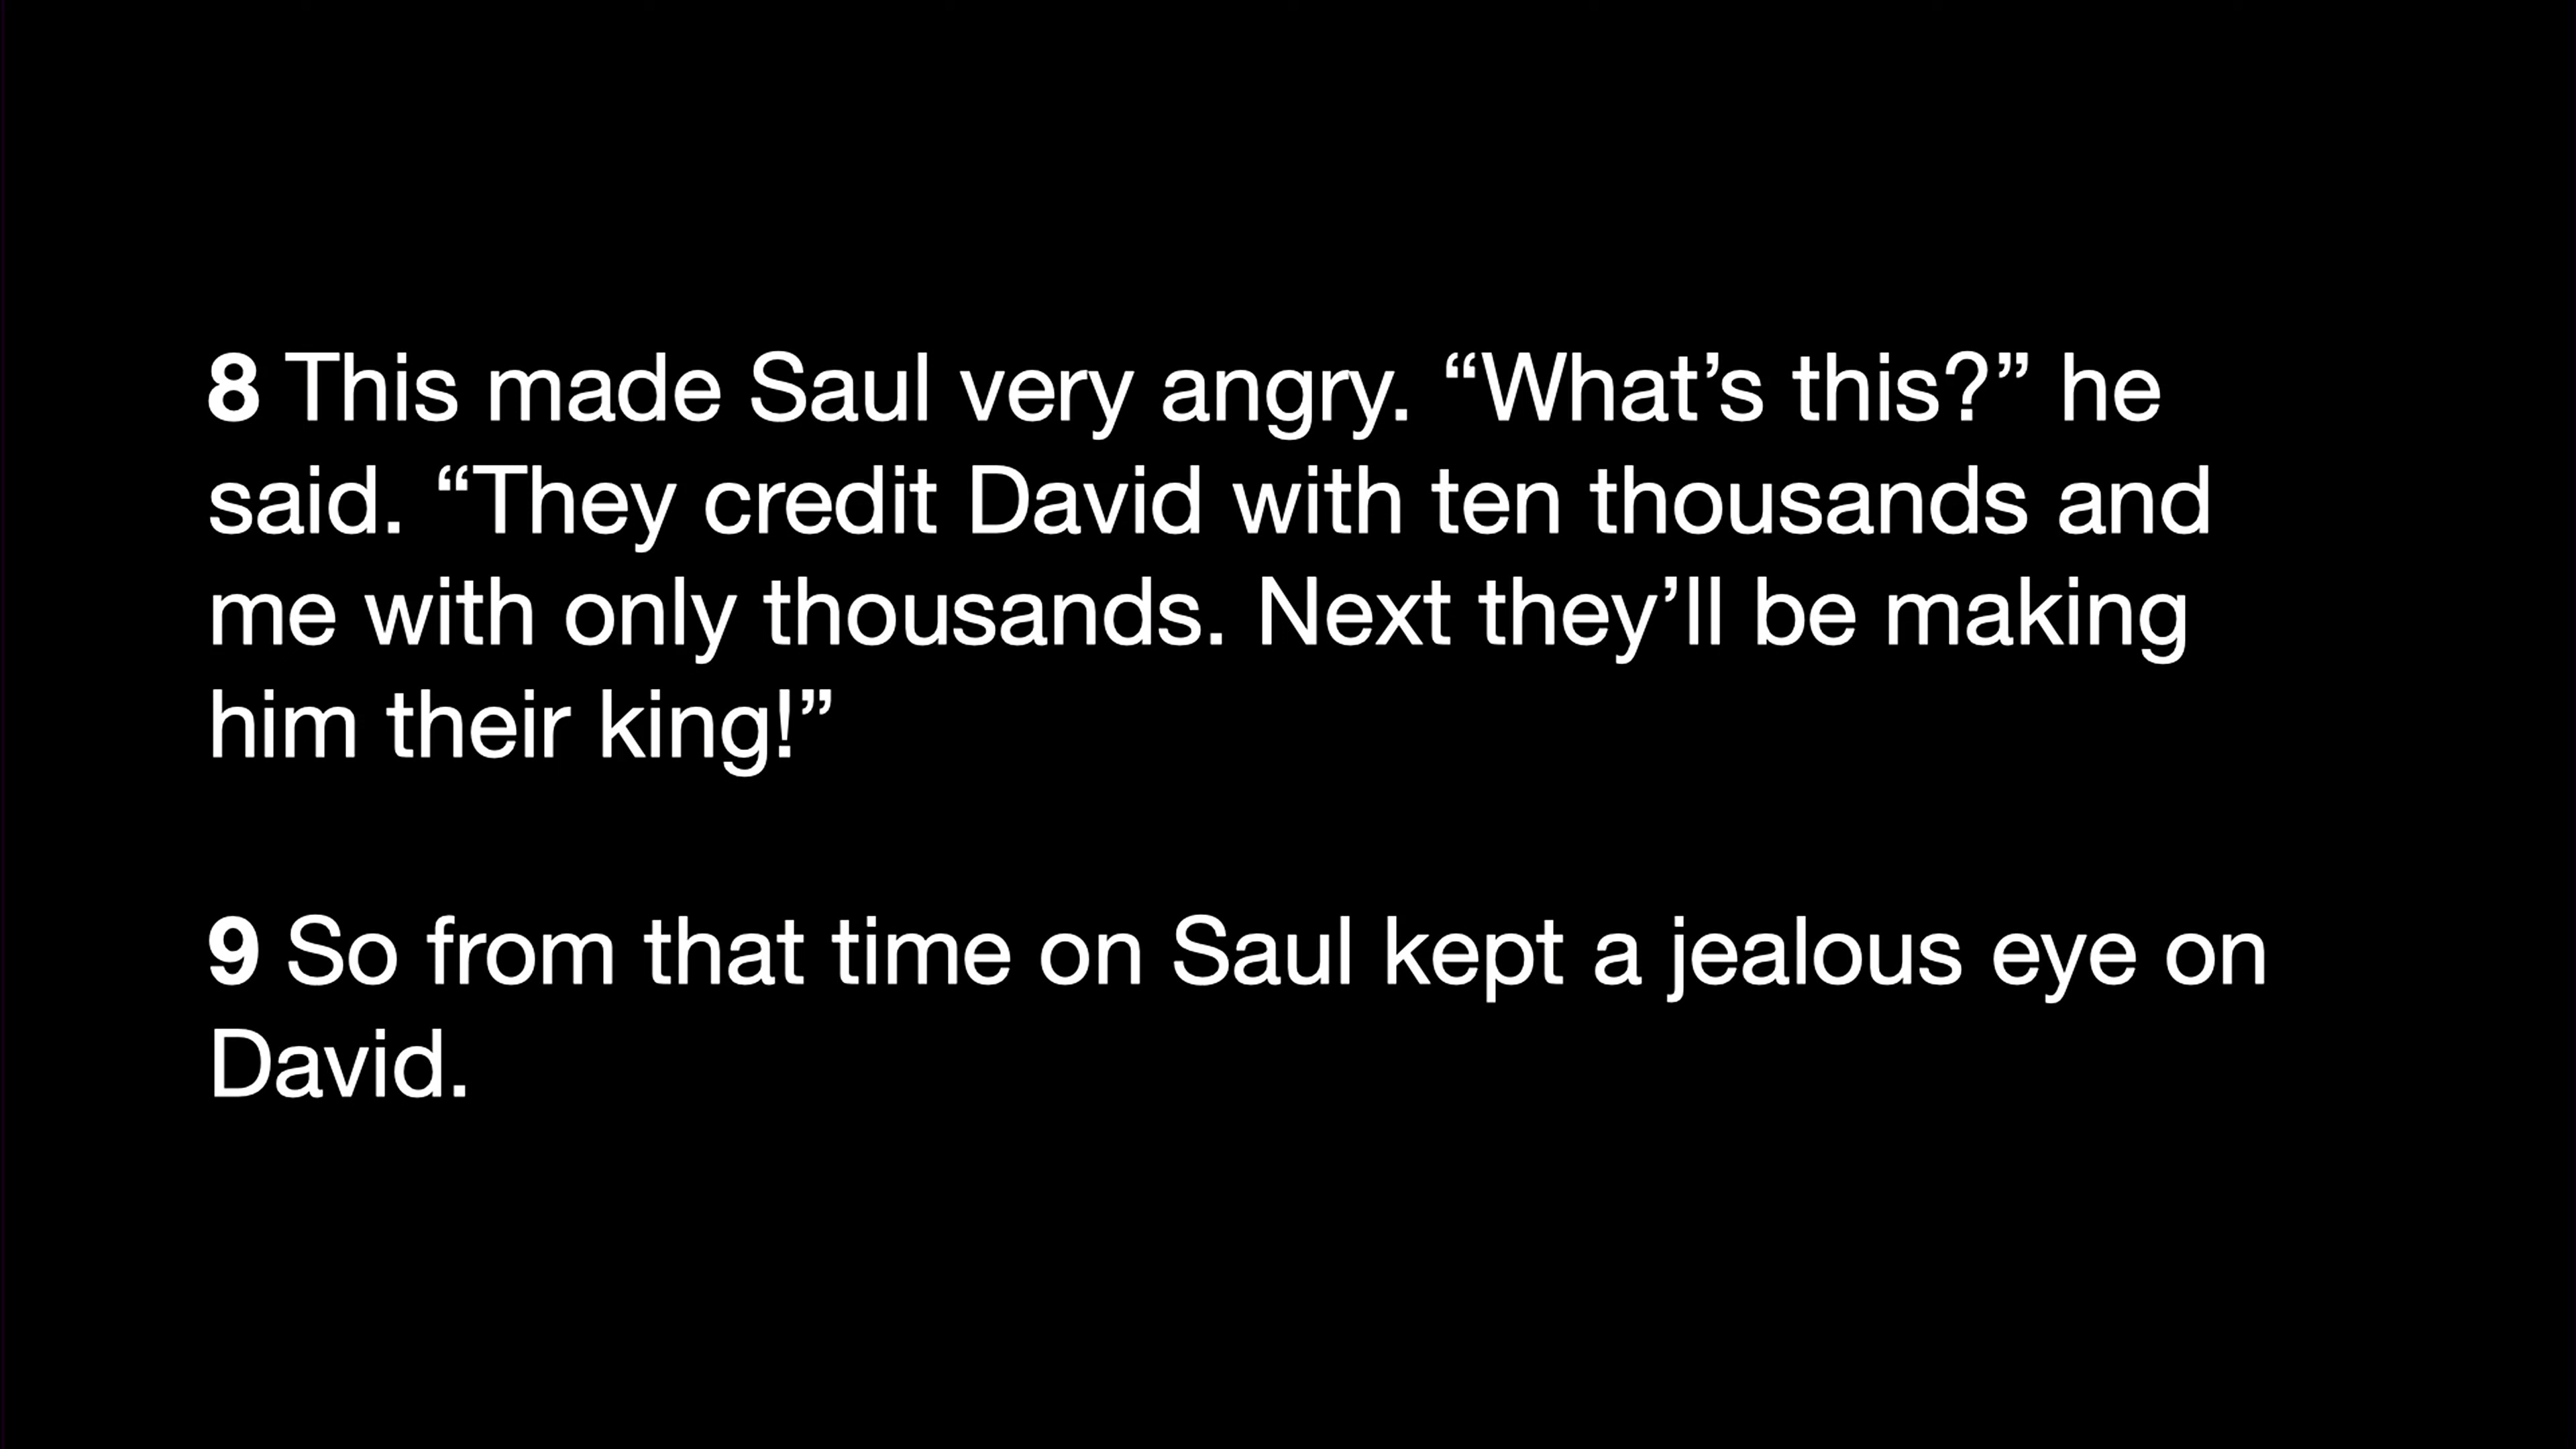 8 This made Saul very angry. “What’s this?” he
said. “They credit David with ten thousands and
me with only thousands. Next they’ll be making
him their king!”
9 So from that time on Saul kept a jealous eye on
David.